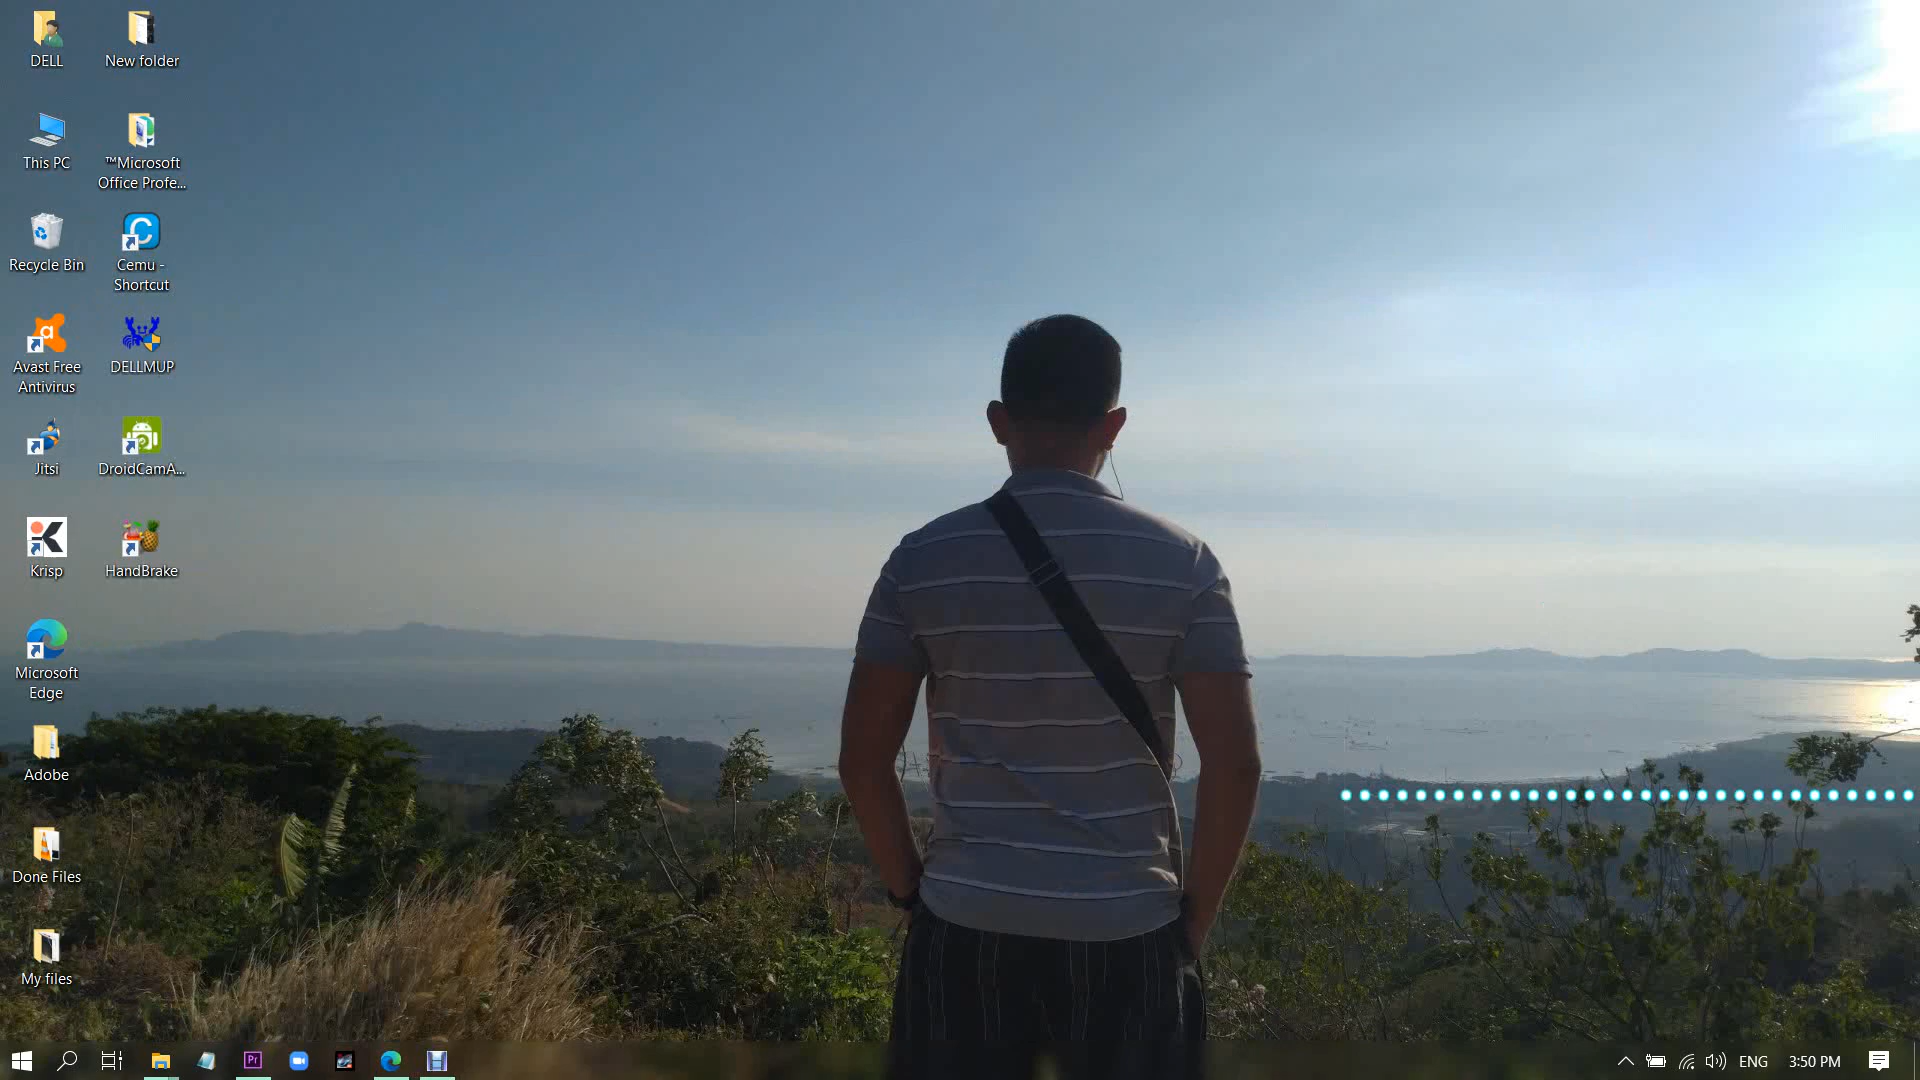 DELL
New folder
This PC
™Microsoft
Office Profe...
Recycle Bin
Cemu -
Shortcut
Avast Free
Antivirus
DELLMUP
Jitsi
DroidCamA...
Krisp
HandBrake
Microsoft
Edge
Adobe
Done Files
My files
Pr
ENG
3:50 PM